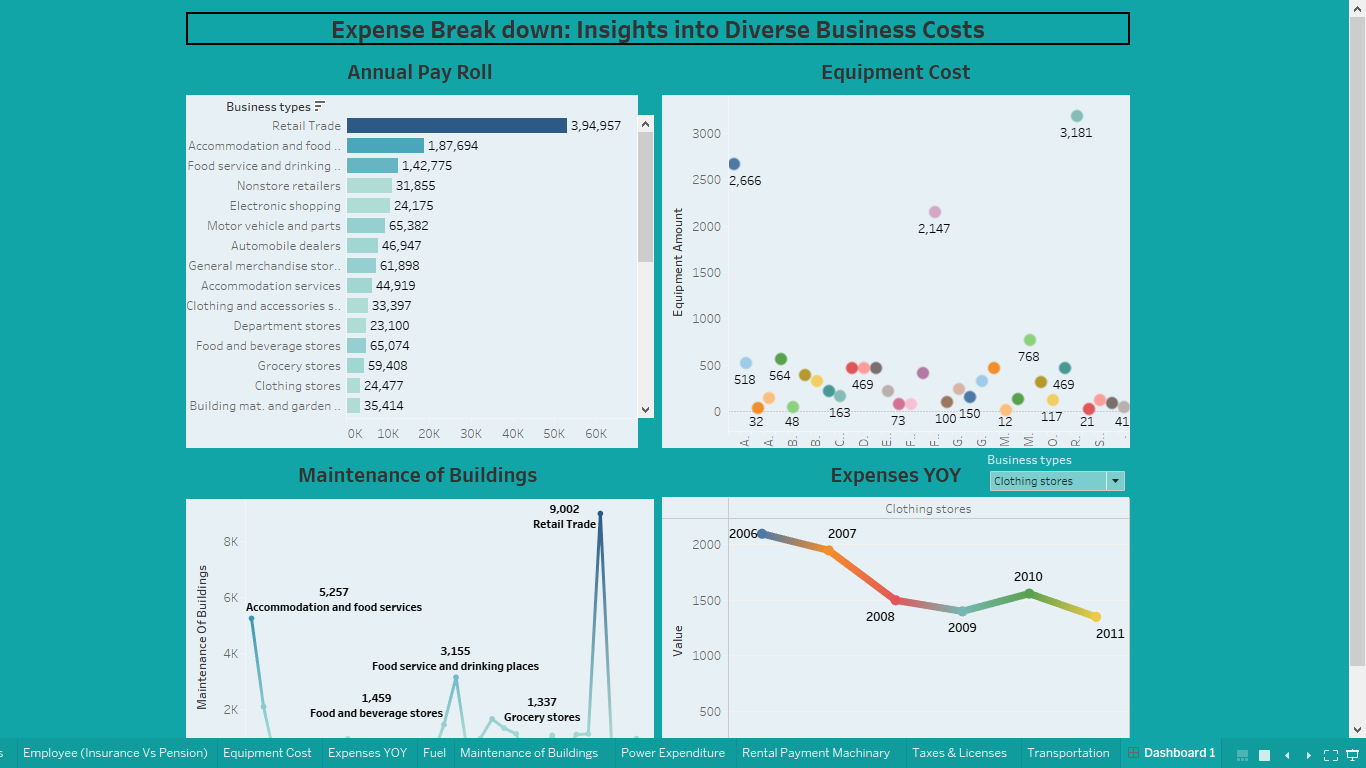 Expense Break down: Insights into Diverse Business Costs
Annual Pay Roll
Business types
Retail Trade 3,94,957
Accommodation and food .. 1,87,694
Food service and drinking .. 1,42,775
Nonstore retailers 31,855
Electronic shopping 24,175
Motor vehicle and parts 65,382
Automobile dealers 46,947
General merchandise stor.. 61,898
Accommodation services 44,919
Clothing and accessories s.. 33,397
Department stores 23,100
Food and beverage stores 65,074
Grocery stores 59,408
Clothing stores 24,477
Building mat. and garden .. 35,414
0K 10K 20K 30K 40K 50K 60K
Equipment Cost
Equipment Amount
3000
2500
2000
1500
1000
500
0
3,181
2,666
2,147
768
518 564 469 469
163
32 48 73 100 150 12 117 21 41
A. A. B. B. C. D. E. F. F. G. G. M. M. O. R. S. .
Maintenance of Buildings
Maintenance Of Buildings
8K
6K
4K
2K
9,002
Retail Trade
5,257
Accommodation and food services
3,155
Food service and drinking places
1,459
Food and beverage stores
1,337
Grocery stores
Expenses YOY
Business types
Clothing stores
Clothing stores
Value
2000
1500
1000
500
2006 2007
2008 2009 2010 2011
s Employee (Insurance Vs Pension) Equipment Cost Expenses YOY Fuel Maintenance of Buildings Power Expenditure Rental Payment Machinary Taxes & Licenses Transportation Dashboard 1